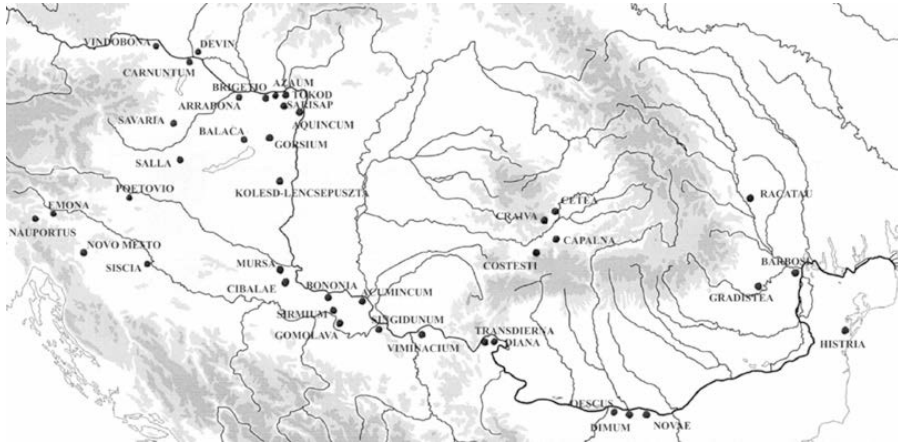 VINDOBONA
DEVIN
CARNUNTUM
BRIGETIO
AZAUM
TOKOD
ARRABONA
SARISAP
SAVARIA
AQUINCUM
BALACA
GORSIUM
SALLA
KOLESD-LENCSEPUSZTA
POETOVIO
EMONA
NAUPORTUS
NOVO MESTO
SISCIA
MURSA
CIBALAE
BONONIA
ACUMINCUM
SIRMIUM
SINGIDUNUM
GOMOLAVA
VIMINACIUM
TRANSDIERNA
DIANA
CETEA
CRAIVA
CAPALNA
COSTESTI
RACATAU
BARBOSI
GRADISTEA
HISTRIA
OESCUS
DIMUM
NOVAE